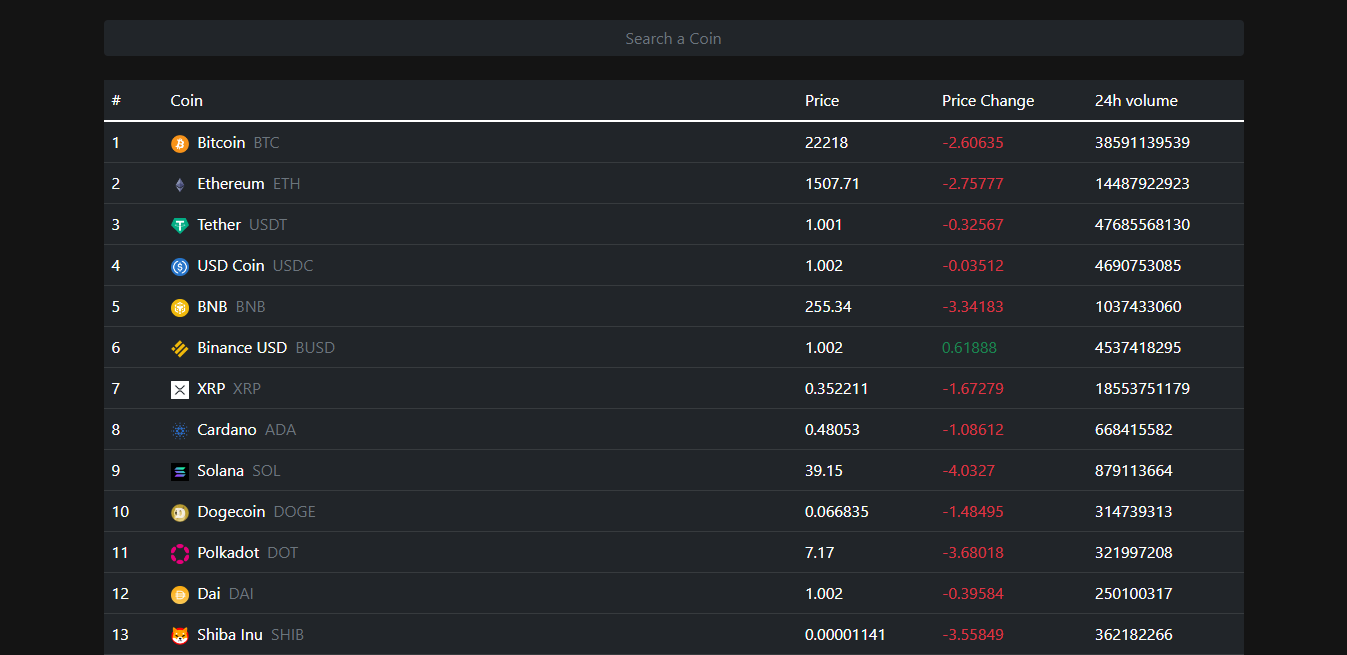 Search a Coin
# Coin Price Price Change 24h volume
1 Bitcoin BTC 22218 -2.60635 38591139539
2 Ethereum ETH 1507.71 -2.75777 14487922923
3 Tether USDT 1.001 -0.32567 47685568130
4 USD Coin USDC 1.002 -0.03512 4690753085
5 BNB BNB 255.34 -3.34183 1037433060
6 Binance USD BUSD 1.002 0.61888 4537418295
7 XRP XRP 0.352211 -1.67279 18553751179
8 Cardano ADA 0.48053 -1.08612 668415582
9 Solana SOL 39.15 -4.0327 879113664
10 Dogecoin DOGE 0.066835 -1.48495 314739313
11 Polkadot DOT 7.17 -3.68018 321997208
12 Dai DAI 1.002 -0.39584 250100317
13 Shiba Inu SHIB 0.00001141 -3.55849 362182266